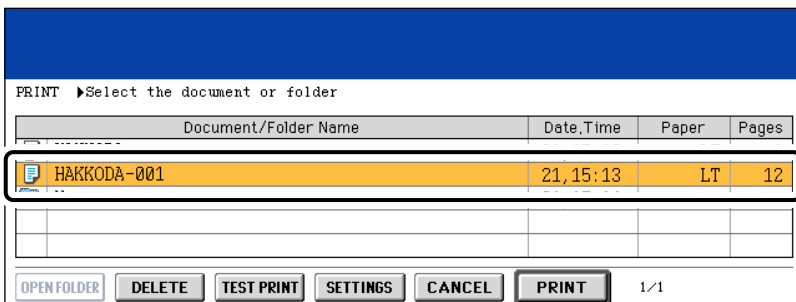 PRINT ▶Select the document or folder
Document/Folder Name Date,Time Paper Pages
HAKKODA-001 21,15:13 LT 12
OPEN FOLDER DELETE TEST PRINT SETTINGS CANCEL PRINT 1/1